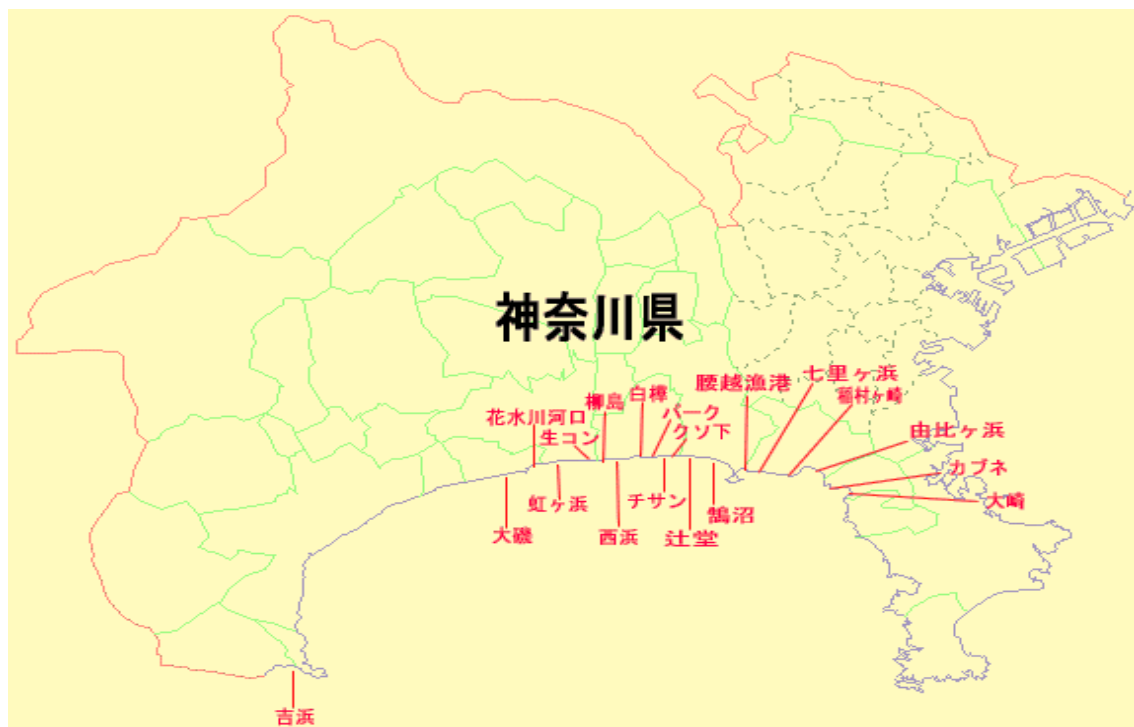 神奈川県
腰越漁港
七里ヶ浜
稲村ヶ崎
白樺
柳島
パーク
花水川河口
クソ下
生コン
由比ヶ浜
カブネ
大崎
虹ヶ浜
チサン
鵠沼
大磯
西浜
辻堂
吉浜